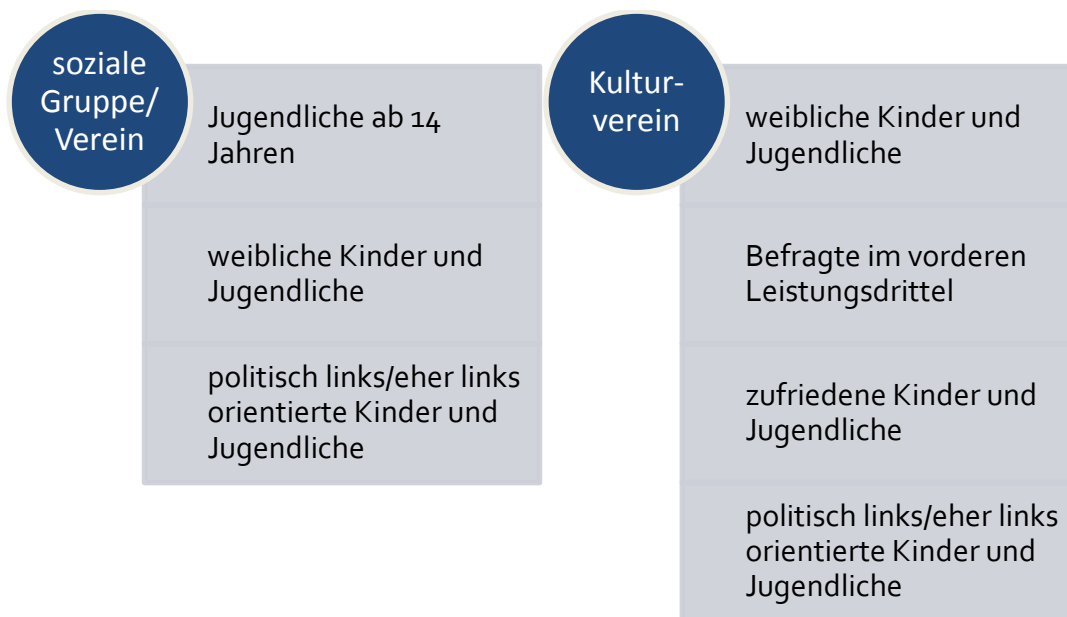 soziale
Gruppe/
Verein
Jugendliche ab 14
Jahren
weibliche Kinder und
Jugendliche
politisch links/eher links
orientierte Kinder und
Jugendliche
Kultur-
verein
weibliche Kinder und
Jugendliche
Befragte im vorderen
Leistungsdrittel
zufriedene Kinder und
Jugendliche
politisch links/eher links
orientierte Kinder und
Jugendliche